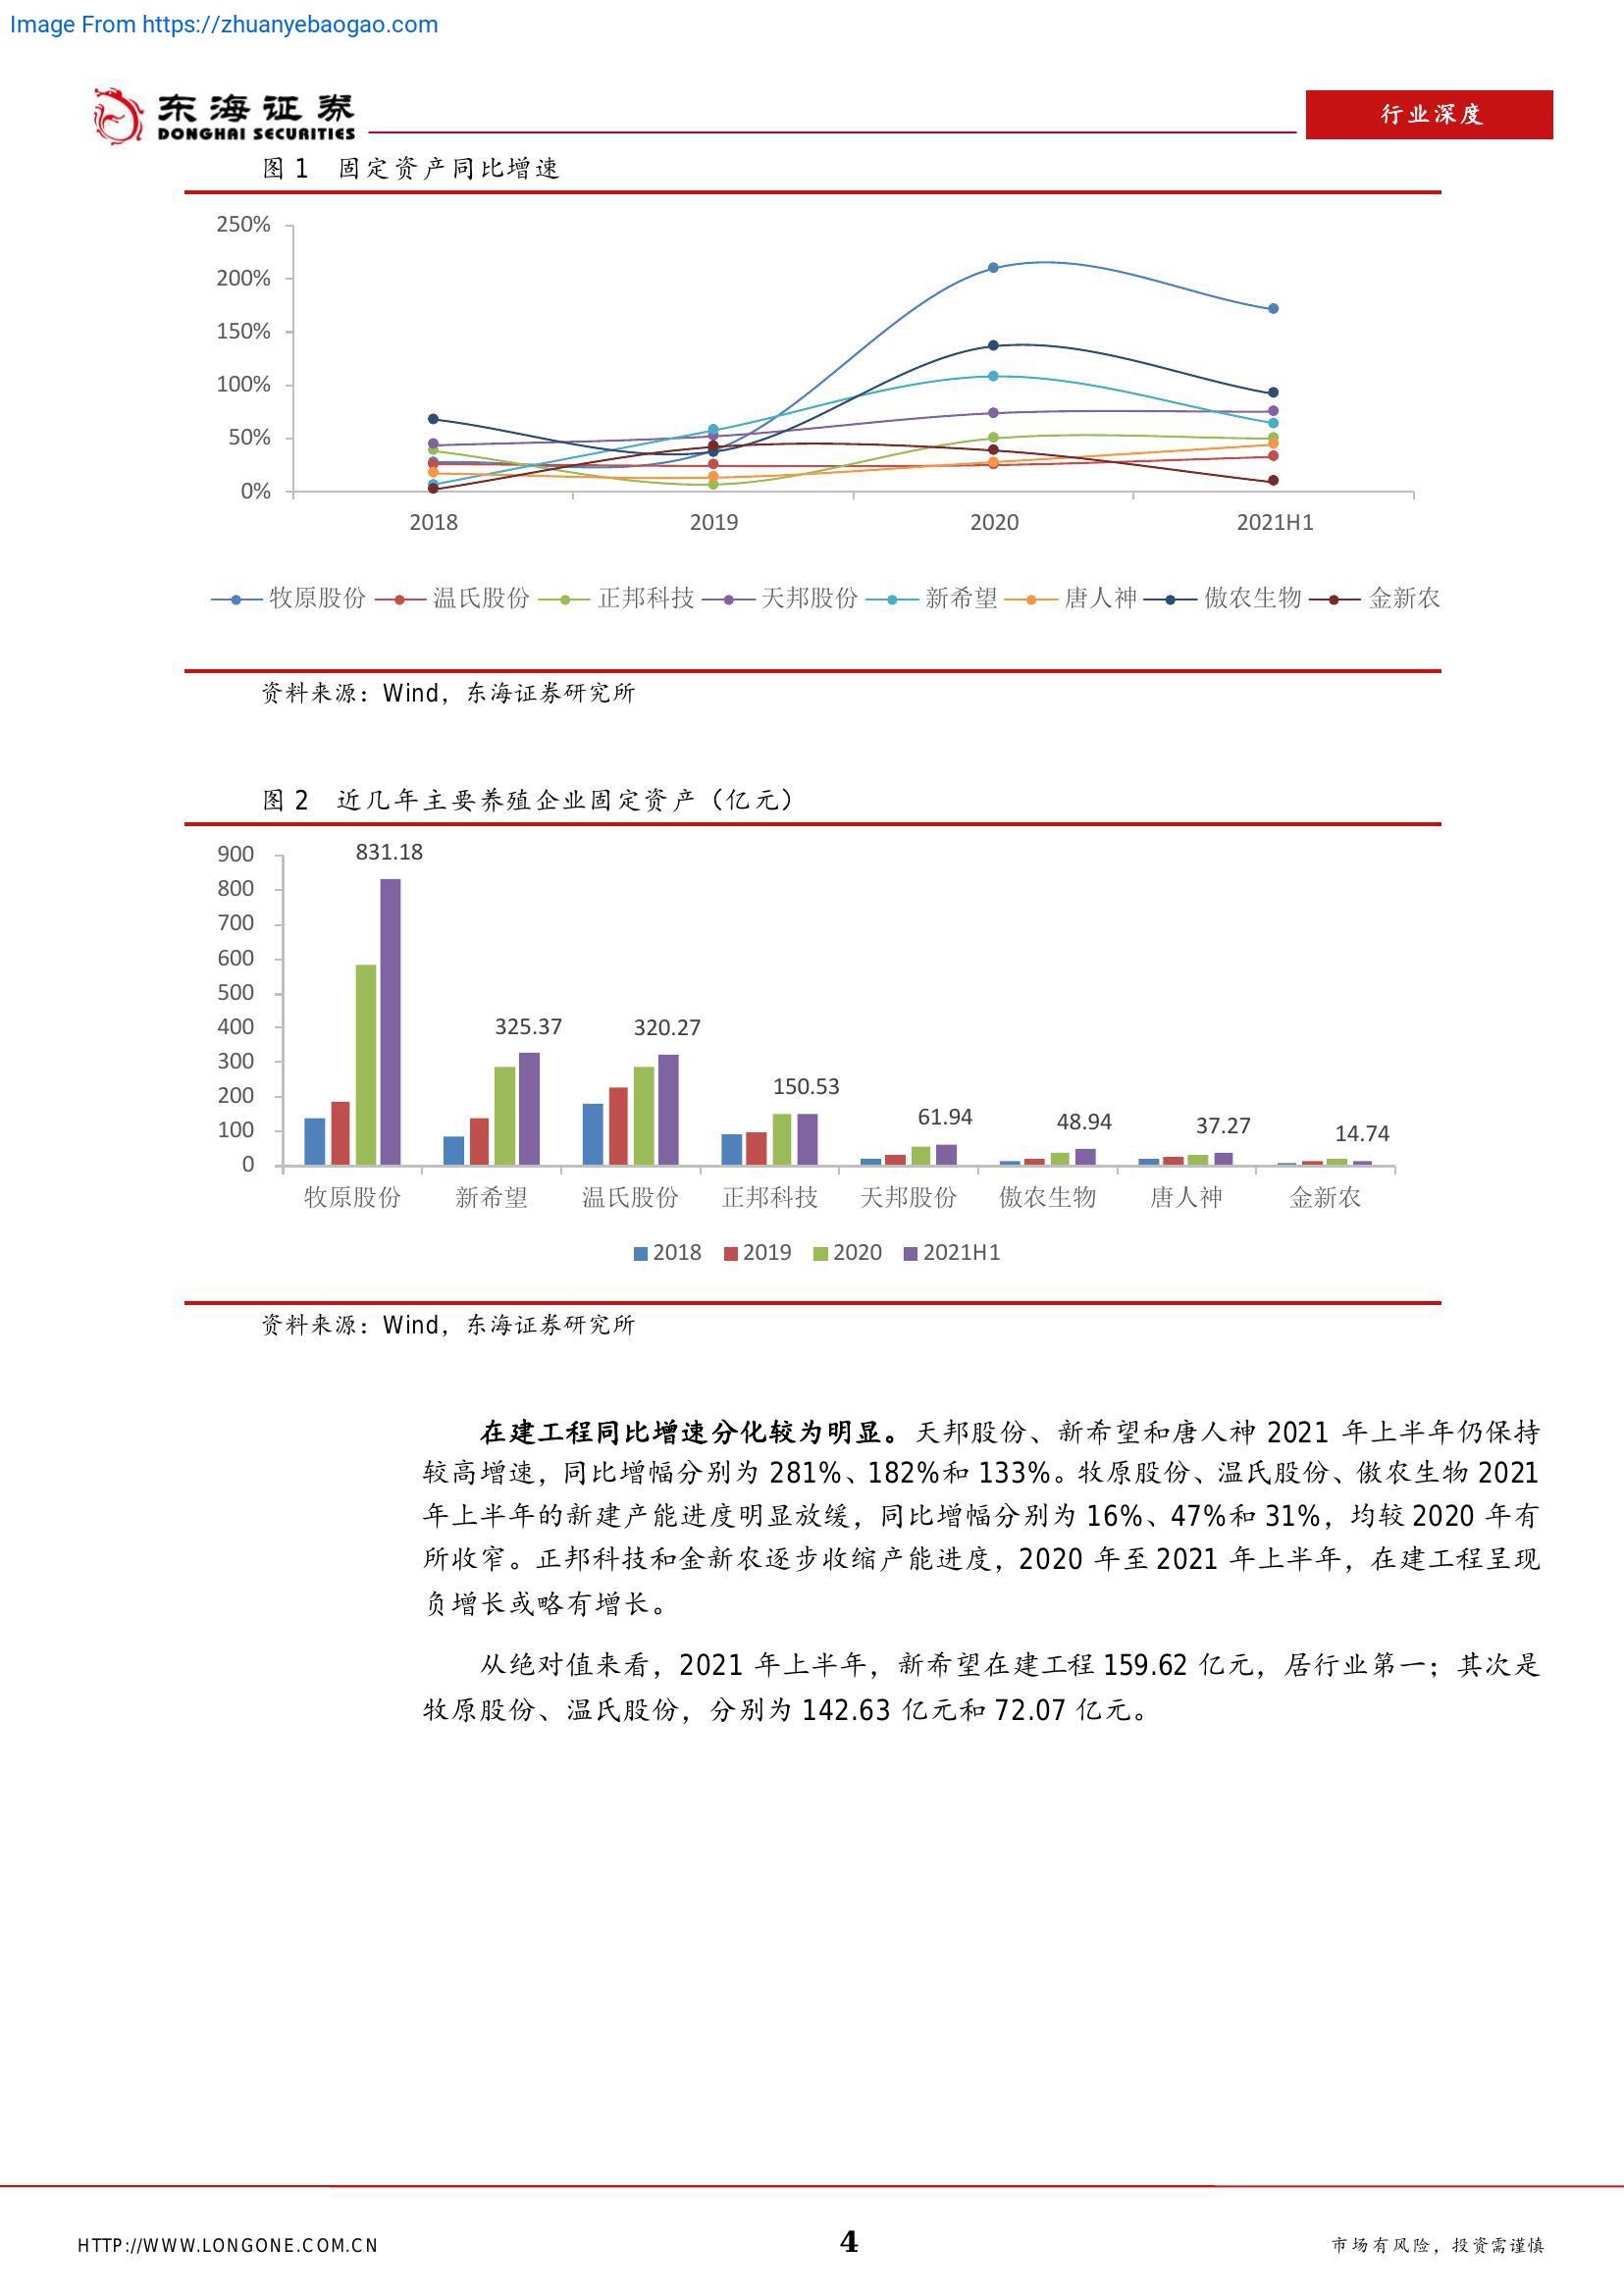 Image From https://zhuanyebaogao.com
东海证券
DONGHAI SECURITIES
行业深度
图 1 固定资产同比增速
250%
200%
150%
100%
50%
0%
2018 2019 2020 2021H1
牧原股份 温氏股份 正邦科技 天邦股份 新希望 唐人神 傲农生物 金新农
资料来源：Wind，东海证券研究所
图 2 近几年主要养殖企业固定资产（亿元）
900
800
700
600
500
400
300
200
100
0
831.18
325.37
320.27
150.53
61.94
48.94
37.27
14.74
牧原股份 新希望 温氏股份 正邦科技 天邦股份 傲农生物 唐人神 金新农
2018 2019 2020 2021H1
资料来源：Wind，东海证券研究所
在建工程同比增速分化较为明显。天邦股份、新希望和唐人神 2021 年上半年仍保持
较高增速，同比增幅分别为 281%、182%和 133%。牧原股份、温氏股份、傲农生物 2021
年上半年的新建产能进度明显放缓，同比增幅分别为 16%、47%和 31%，均较 2020 年有
所收窄。正邦科技和金新农逐步收缩产能进度，2020 年至 2021 年上半年，在建工程呈现
负增长或略有增长。
从绝对值来看，2021 年上半年，新希望在建工程 159.62 亿元，居行业第一；其次是
牧原股份、温氏股份，分别为 142.63 亿元和 72.07 亿元。
HTTP://WWW.LONGONE.COM.CN
4
市场有风险，投资需谨慎